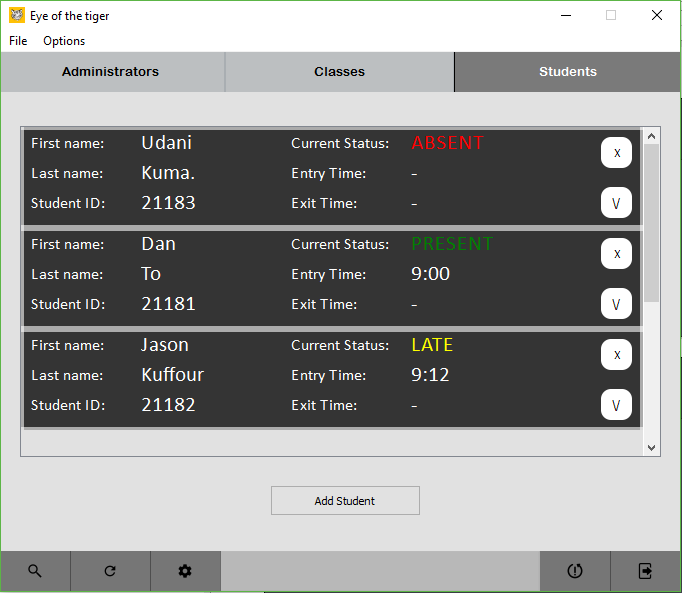 Eye of the tiger
File Options
Administrators Classes Students
First name: Udani Current Status: ABSENT X
Last name: Kuma. Entry Time: -
Student ID: 21183 Exit Time: - V
First name: Dan Current Status: PRESENT X
Last name: To Entry Time: 9:00
Student ID: 21181 Exit Time: - V
First name: Jason Current Status: LATE X
Last name: Kuffour Entry Time: 9:12
Student ID: 21182 Exit Time: - V
Add Student